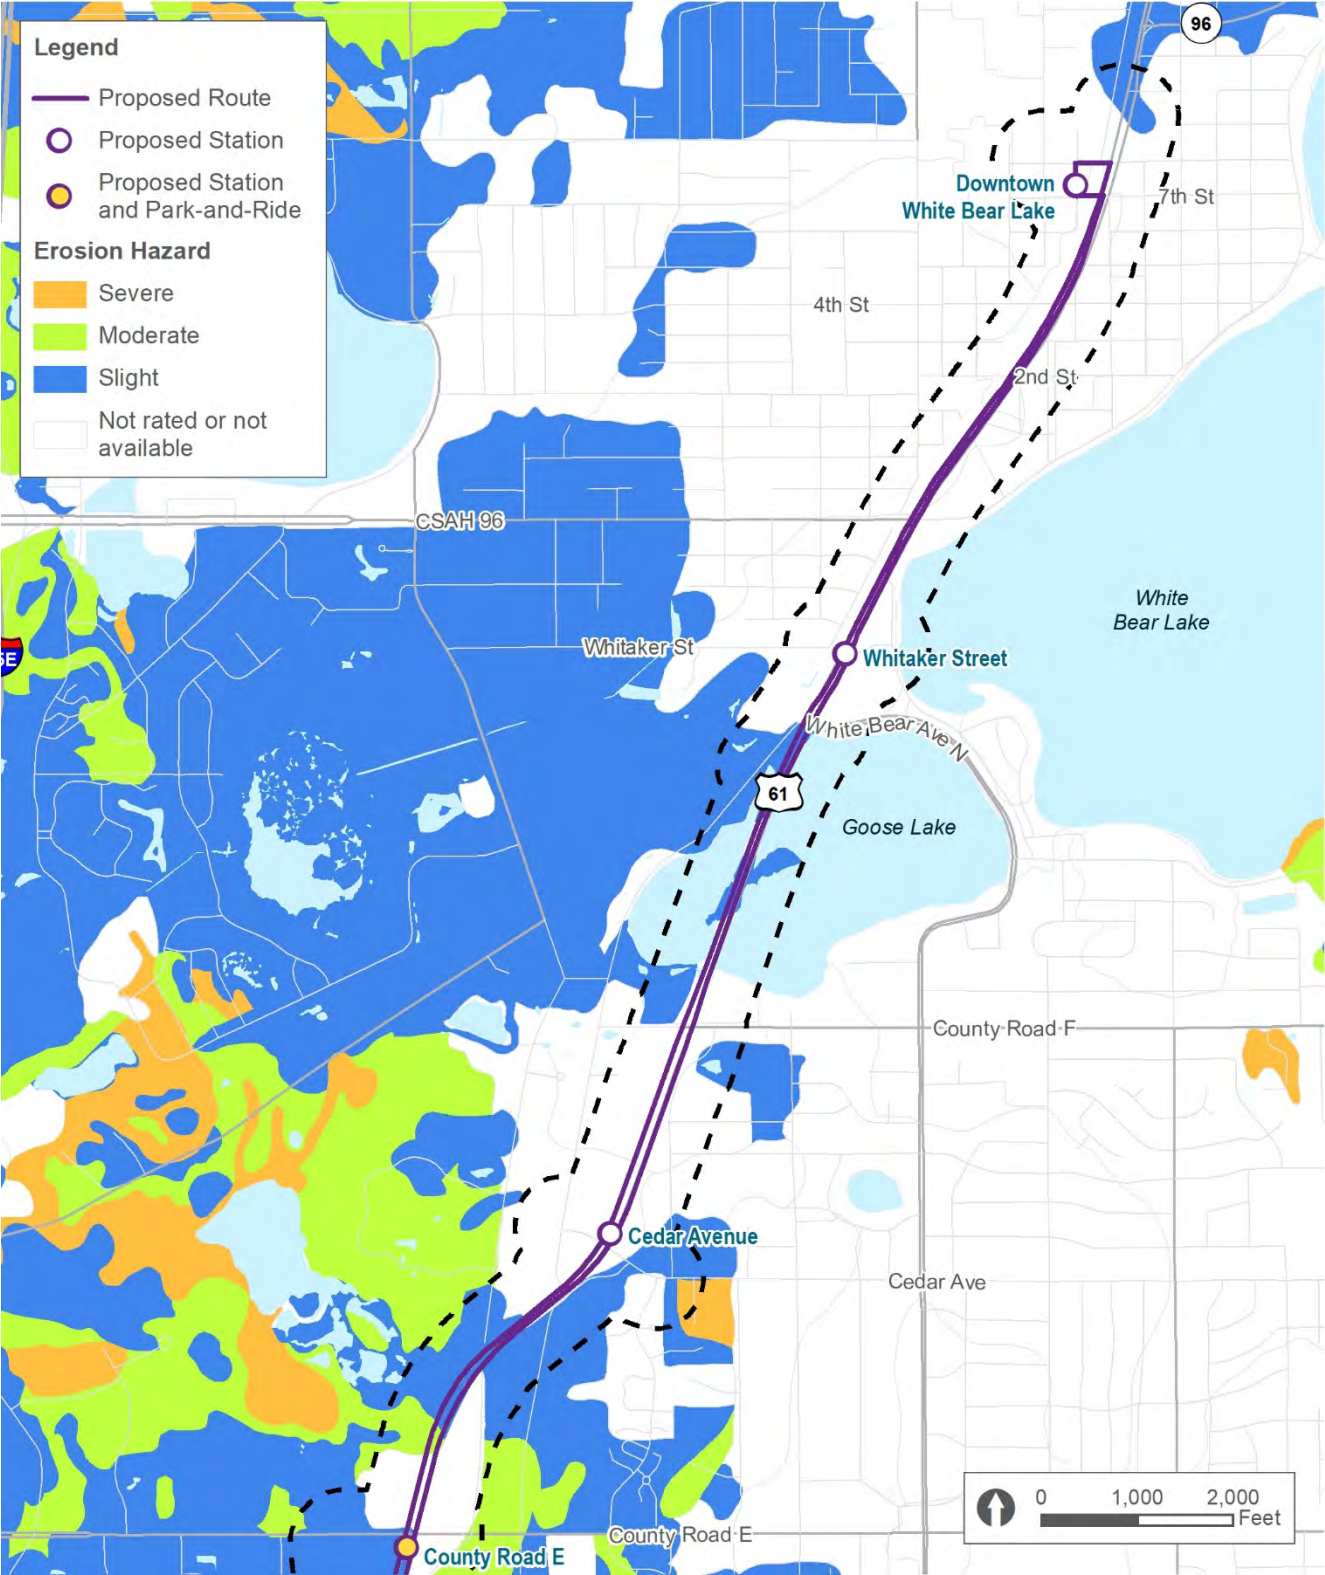 Legend
Proposed Route
Proposed Station
Proposed Station
and Park-and-Ride
Erosion Hazard
Severe
Moderate
Slight
Not rated or not
available
96
Downtown
White Bear Lake
7th St
4th St
2nd St
CSAH 96
White
Bear Lake
Whitaker St
Whitaker Street
5E
White Bear Ave N
61
Goose Lake
County Road F
Cedar Avenue
Cedar Ave
0 1,000 2,000
Feet
County Road E
County Road E